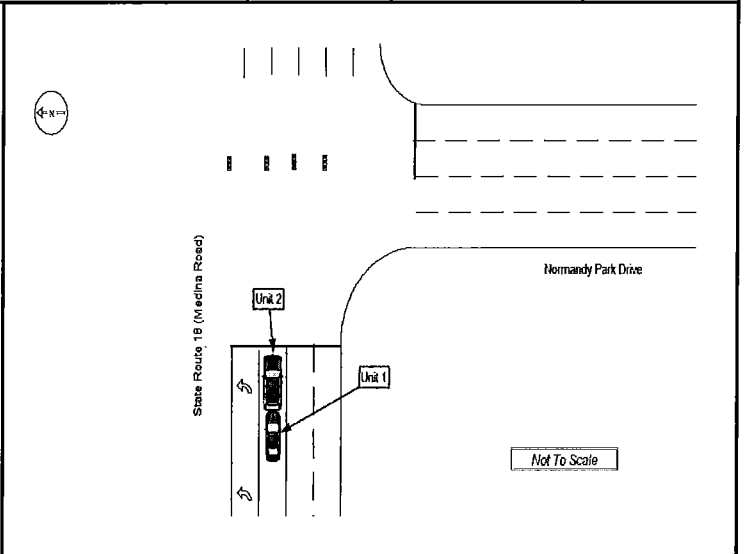 N
State Route 18 (Medina Road)
Normandy Park Drive
Unit 2
Unit 1
Not To Scale